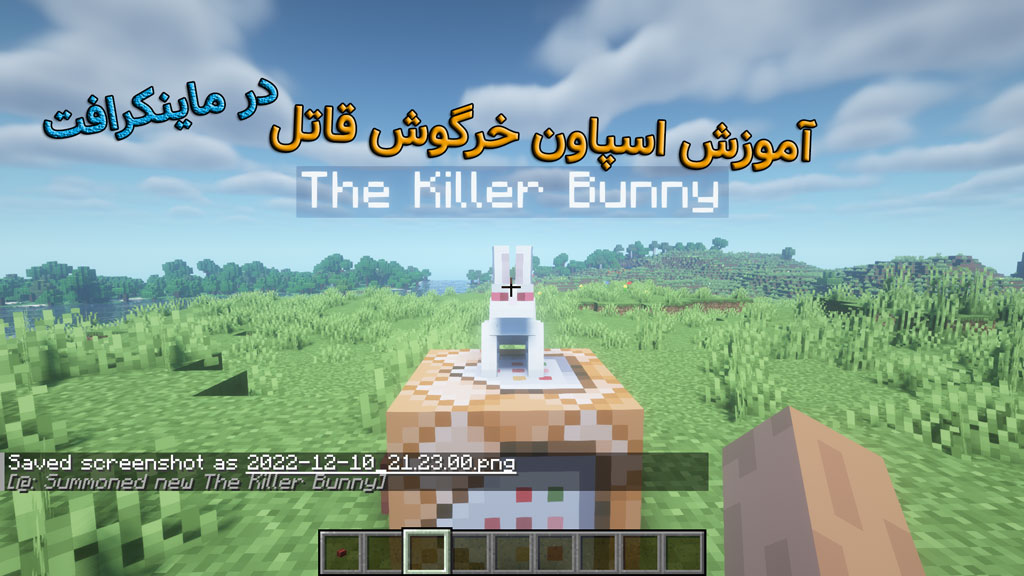 آموزش اسپاون خرگوش قاتل در ماینکرافت
The Killer Bunny
Saved screenshot as 2022-12-10_21.23.00.png
[@: Summoned new The Killer Bunny]